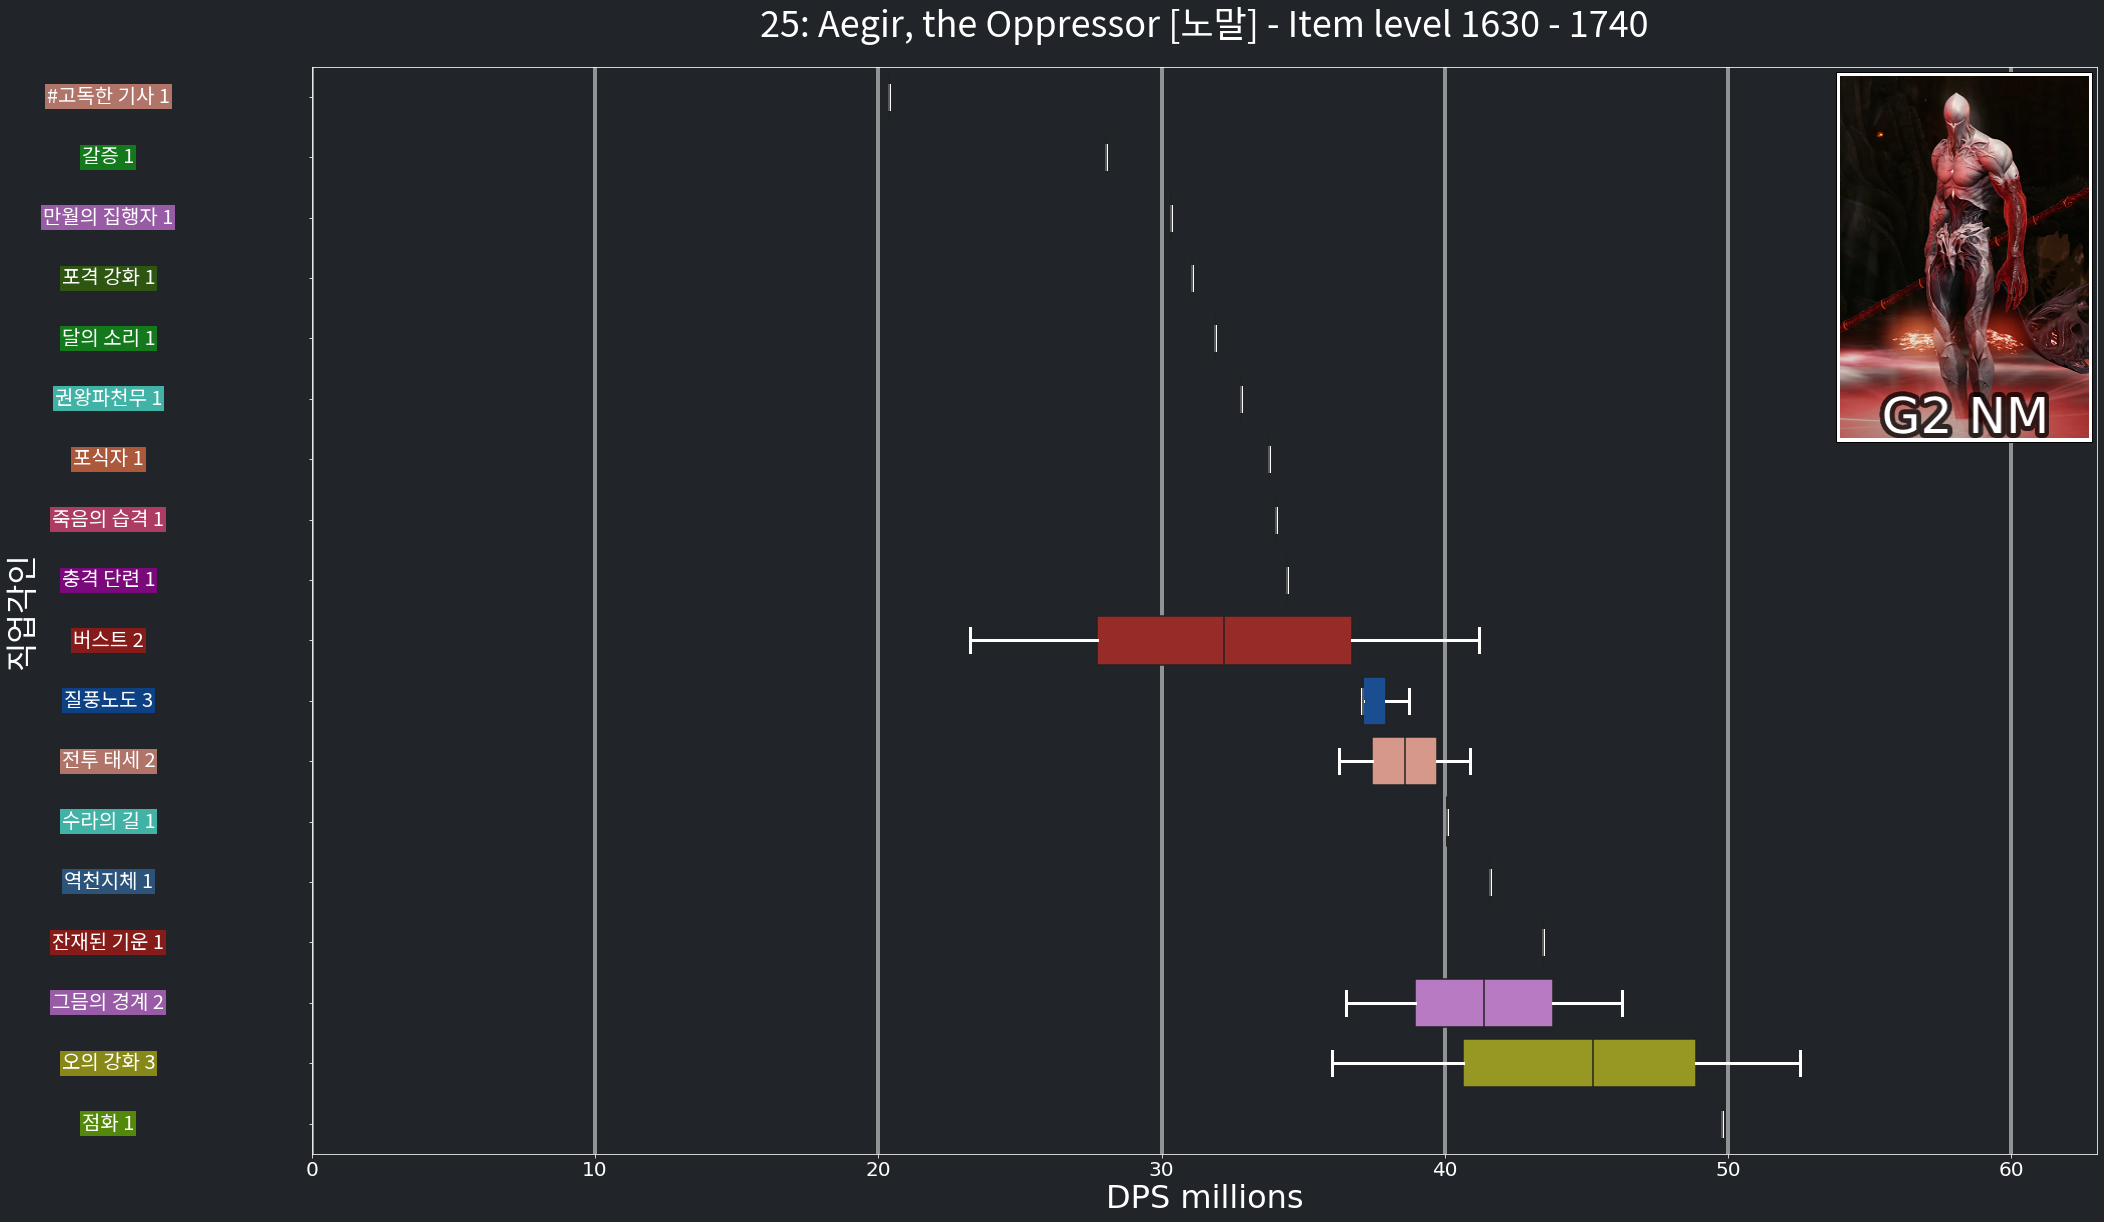 25: Aegir, the Oppressor [노말] - Item level 1630 - 1740
#고독한 기사 1
갈증 1
만월의 집행자 1
포격 강화 1
달의 소리 1
권왕파천무 1
포식자 1
죽음의 습격 1
충격 단련 1
버스트 2
질풍노도 3
전투 태세 2
수라의 길 1
역천지체 1
잔재된 기운 1
그믐의 경계 2
오의 강화 3
점화 1
직업각인
G2 NM
0 10 20 30 40 50 60
DPS millions